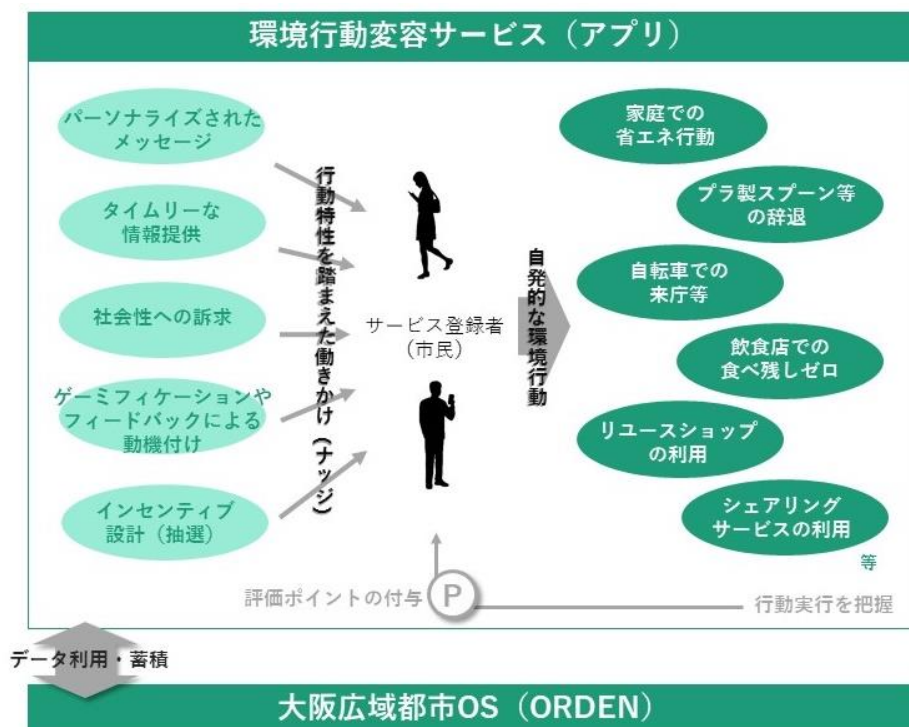 環境行動変容サービス（アプリ）
パーソナライズされた
メッセージ
タイムリーな
情報提供
社会性への訴求
ゲーミフィケーションや
フィードバックによる
動機付け
インセンティブ
設計（抽選）
行動特性を踏まえた働きかけ（ナッジ）
サービス登録者
（市民）
自発的な環境行動
家庭での
省エネ行動
プラ製スプーン等
の辞退
自転車での
来庁等
飲食店での
食べ残しゼロ
リユースショップ
の利用
シェアリング
サービスの利用
等
評価ポイントの付与
P
行動実行を把握
データ利用・蓄積
大阪広域都市OS（ORDEN）